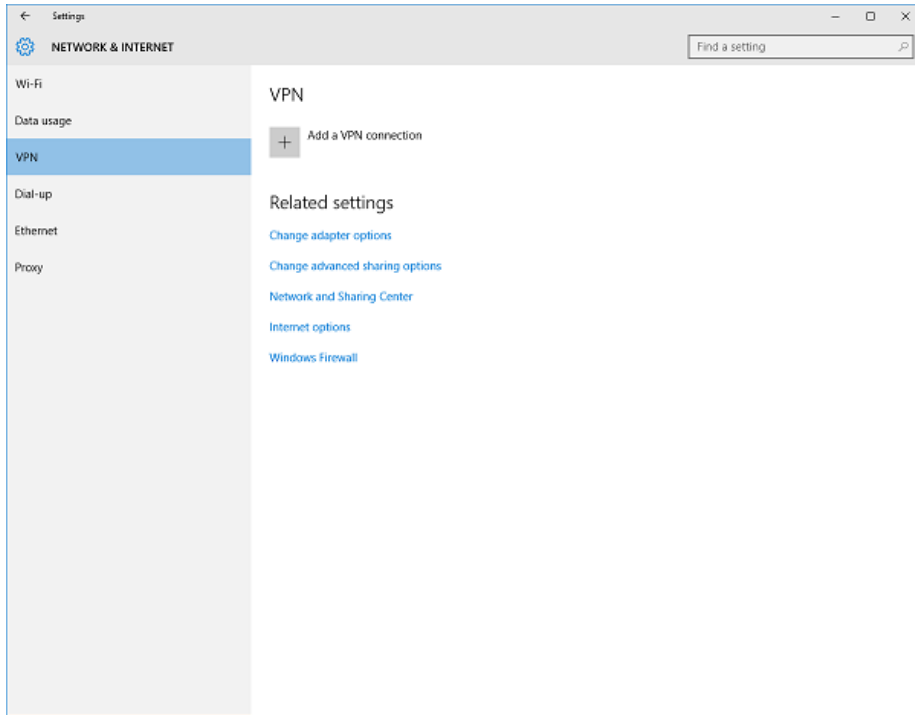 Settings
NETWORK & INTERNET
Find a setting
Wi-Fi
Data usage
VPN
Dial-up
Ethernet
Proxy
VPN
Add a VPN connection
Related settings
Change adapter options
Change advanced sharing options
Network and Sharing Center
Internet options
Windows Firewall